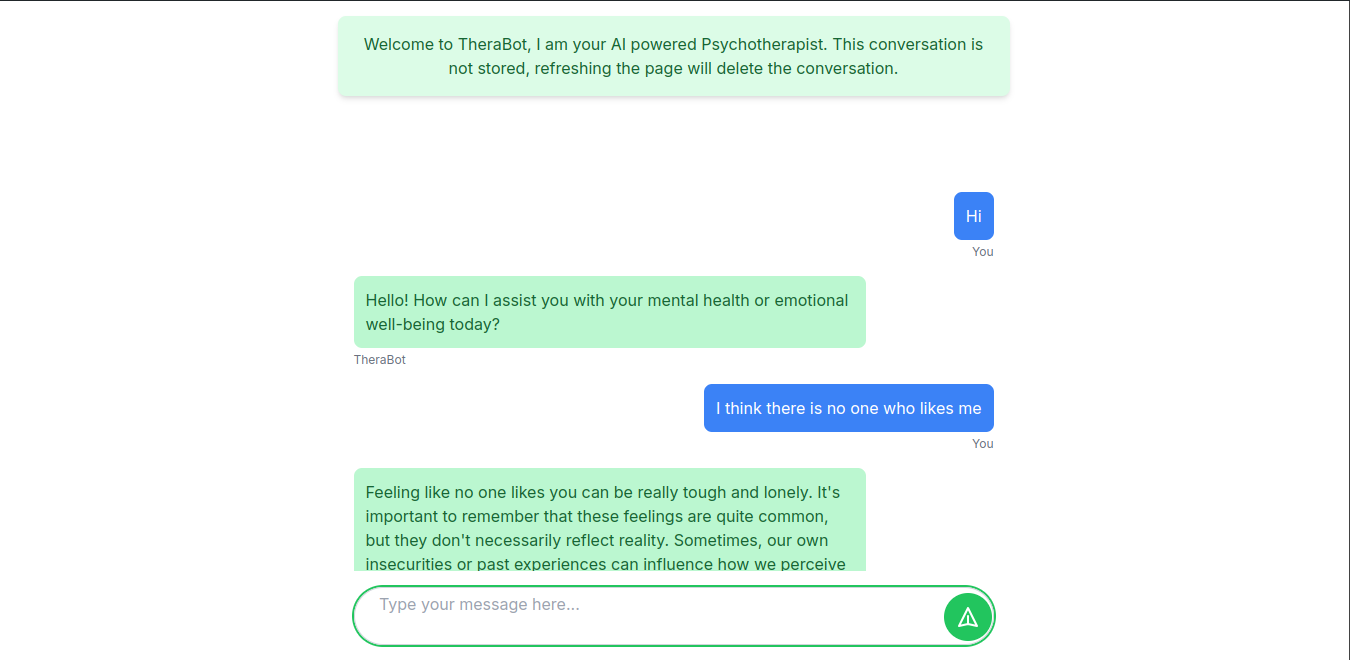 Welcome to TheraBot, I am your AI powered Psychotherapist. This conversation is
not stored, refreshing the page will delete the conversation.
Hi
You
Hello! How can I assist you with your mental health or emotional
well-being today?
TheraBot
I think there is no one who likes me
You
Feeling like no one likes you can be really tough and lonely. It's
important to remember that these feelings are quite common,
but they don't necessarily reflect reality. Sometimes, our own
insecurities or past experiences can influence how we perceive
Type your message here...